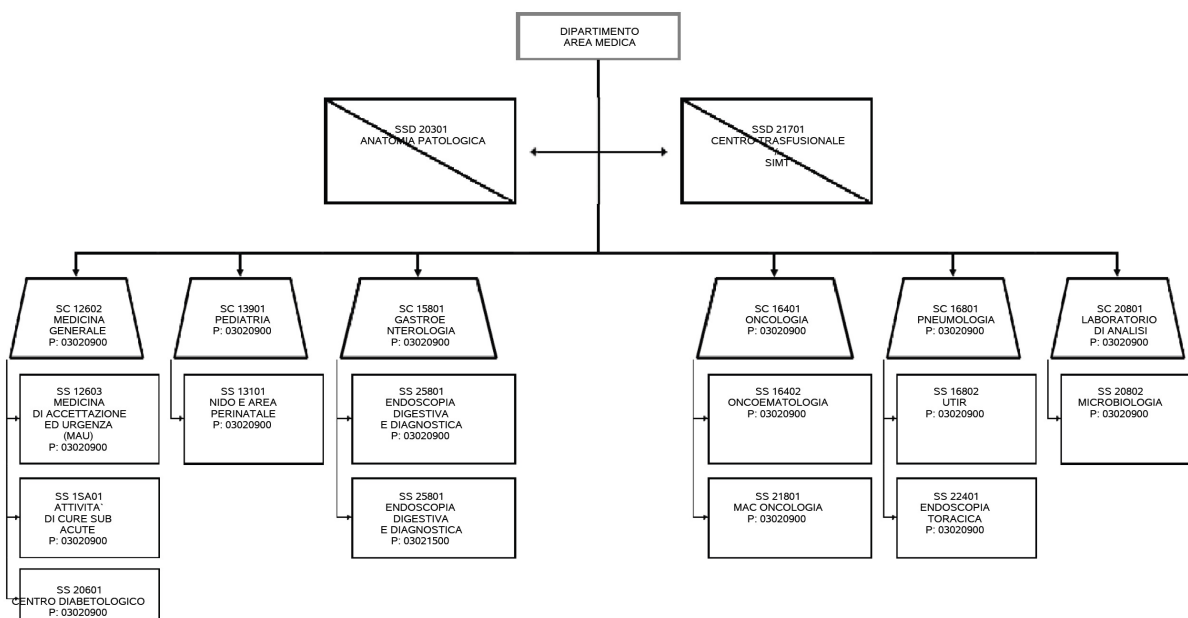 DIPARTIMENTO
AREA MEDICA
SSD 20301
ANATOMIA PATOLOGICA
SSD 21701
CENTRO TRASFUSIONALE
SIMT
SC 12602
MEDICINA
GENERALE
P: 03020900
SC 13901
PEDIATRIA
P: 03020900
SC 15801
GASTROE
NTEROLOGIA
P: 03020900
SC 16401
ONCOLOGIA
P: 03020900
SC 16801
PNEUMOLOGIA
P: 03020900
SC 20801
LABORATORIO
DI ANALISI
P: 03020900
SS 12603
MEDICINA
DI ACCETTAZIONE
ED URGENZA
(MAU)
P: 03020900
SS 13101
NIDO E AREA
PERINATALE
P: 03020900
SS 25801
ENDOSCOPIA
DIGESTIVA
E DIAGNOSTICA
P: 03020900
SS 16402
ONCOEMATOLOGIA
P: 03020900
SS 16802
UTIR
P: 03020900
SS 20802
MICROBIOLOGIA
P: 03020900
SS 1SA01
ATTIVITA`
DI CURE SUB
ACUTE
P: 03020900
SS 25801
ENDOSCOPIA
DIGESTIVA
E DIAGNOSTICA
P: 03021500
SS 21801
MAC ONCOLOGIA
P: 03020900
SS 22401
ENDOSCOPIA
TORACICA
P: 03020900
SS 20601
CENTRO DIABETOLOGICO
P: 03020900